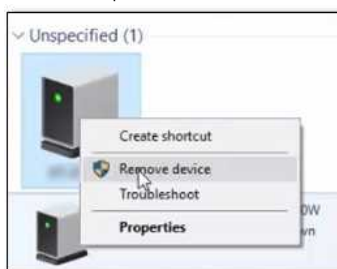 Unspecified (1)
Create shortcut
Remove device
Troubleshoot
Properties